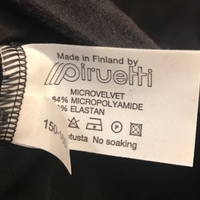 Made in Finland by
piruetti
MICROVELVET
84% MICROPOLYAMIDE
% ELASTAN
150-
tusta No soaking